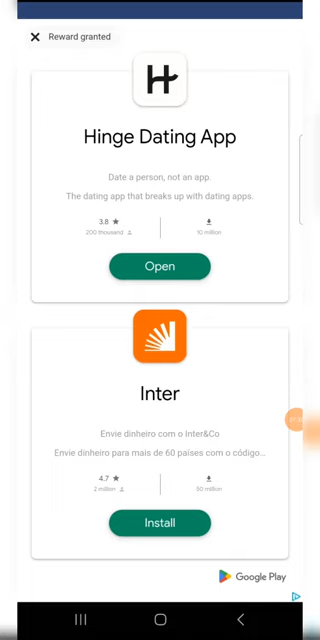 Reward granted
H
Hinge Dating App
Date a person, not an app.
The dating app that breaks up with dating apps.
3.8 ★
200 thousand
10 million
Open
Inter
Envie dinheiro com o Inter&Co
Envie dinheiro para mais de 60 países com o código...
4.7 ★
2 million
50 million
Install
Google Play